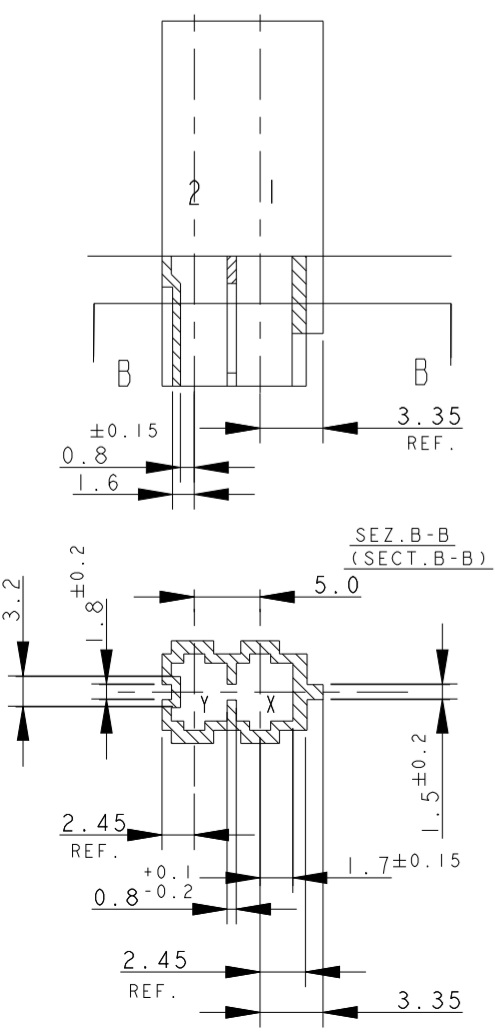 2 1
B B
±0.15
0.8
1.6
3.35
REF.
SEZ.B-B
(SECT.B-B)
3.2
1.8±0.2
5.0
Y X
1.5±0.2
2.45
REF.
1.7±0.15
0.8+0.1
-0.2
2.45
REF.
3.35